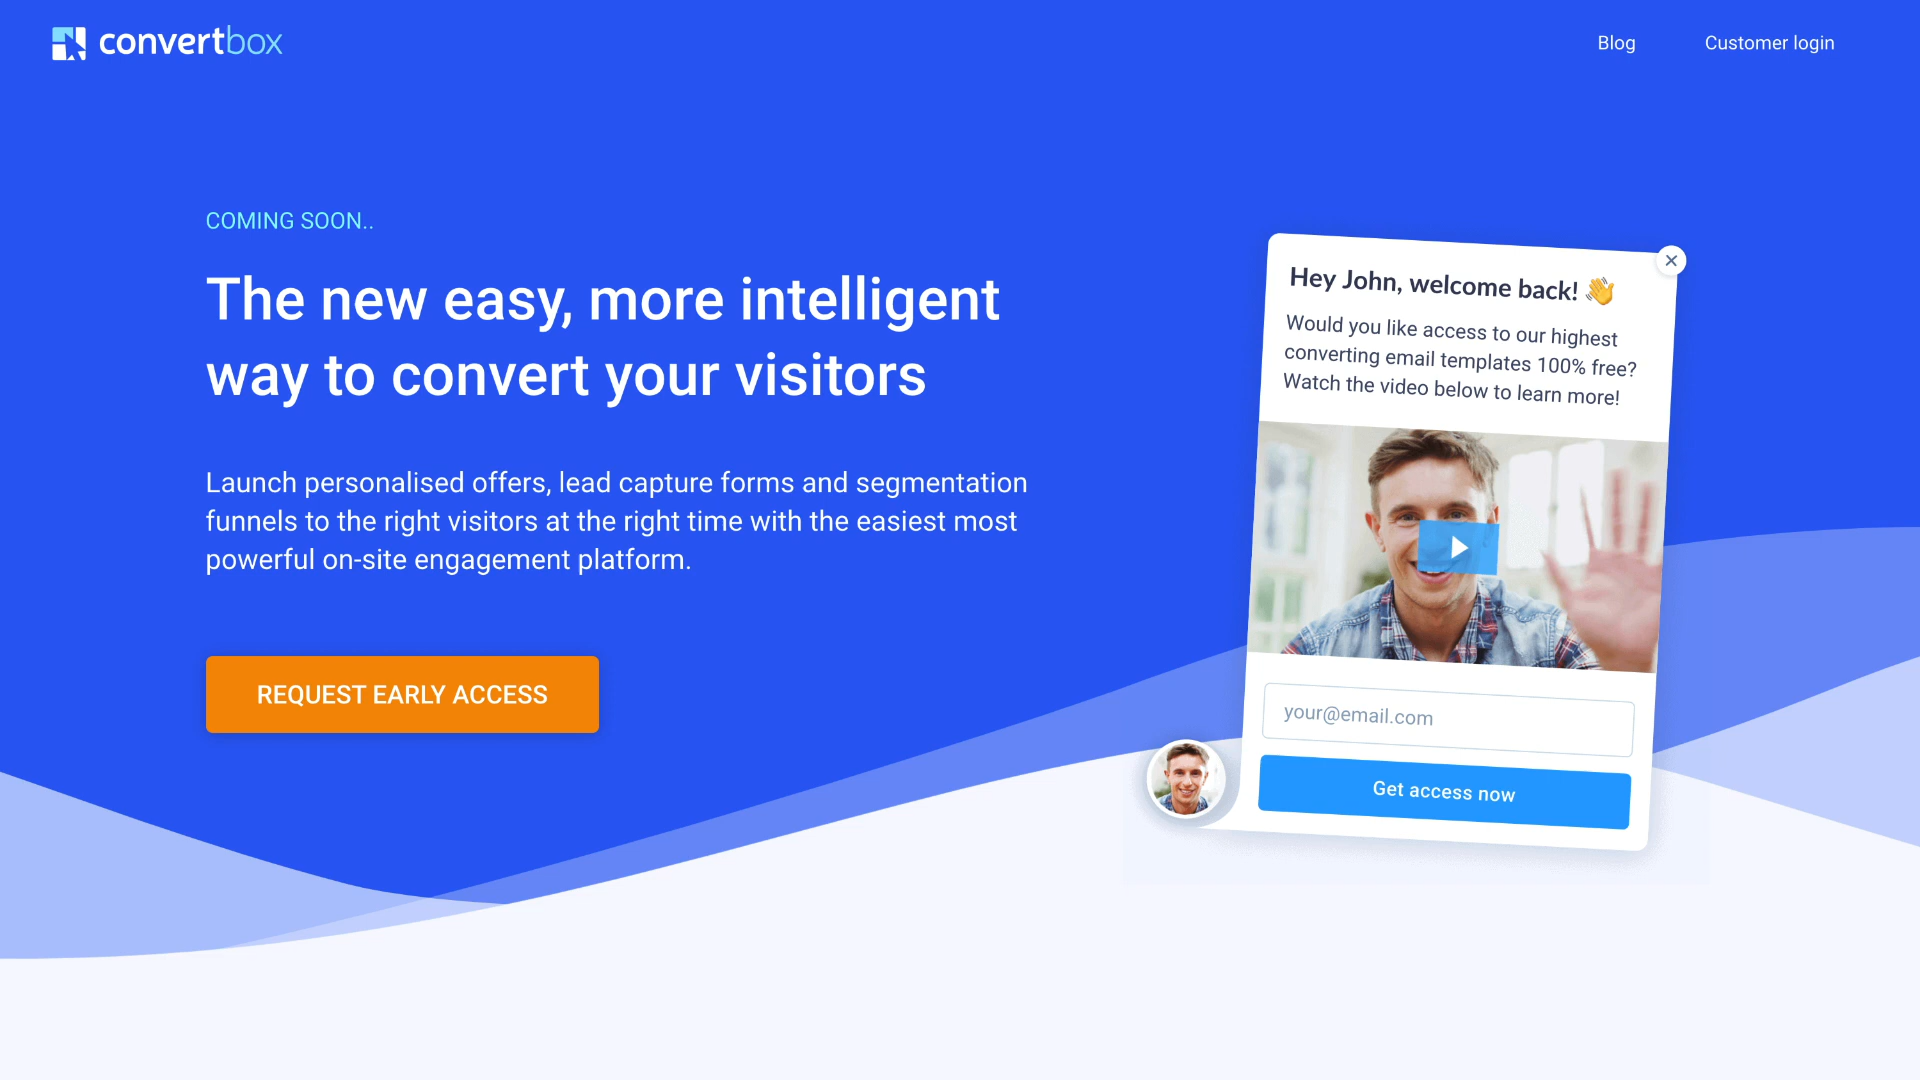 convertbox
Blog
Customer login
COMING SOON..
The new easy, more intelligent
way to convert your visitors
Launch personalised offers, lead capture forms and segmentation
funnels to the right visitors at the right time with the easiest most
powerful on-site engagement platform.
REQUEST EARLY ACCESS
Hey John, welcome back! 👋
Would you like access to our highest
converting email templates 100% free?
Watch the video below to learn more!
your@email.com
Get access now